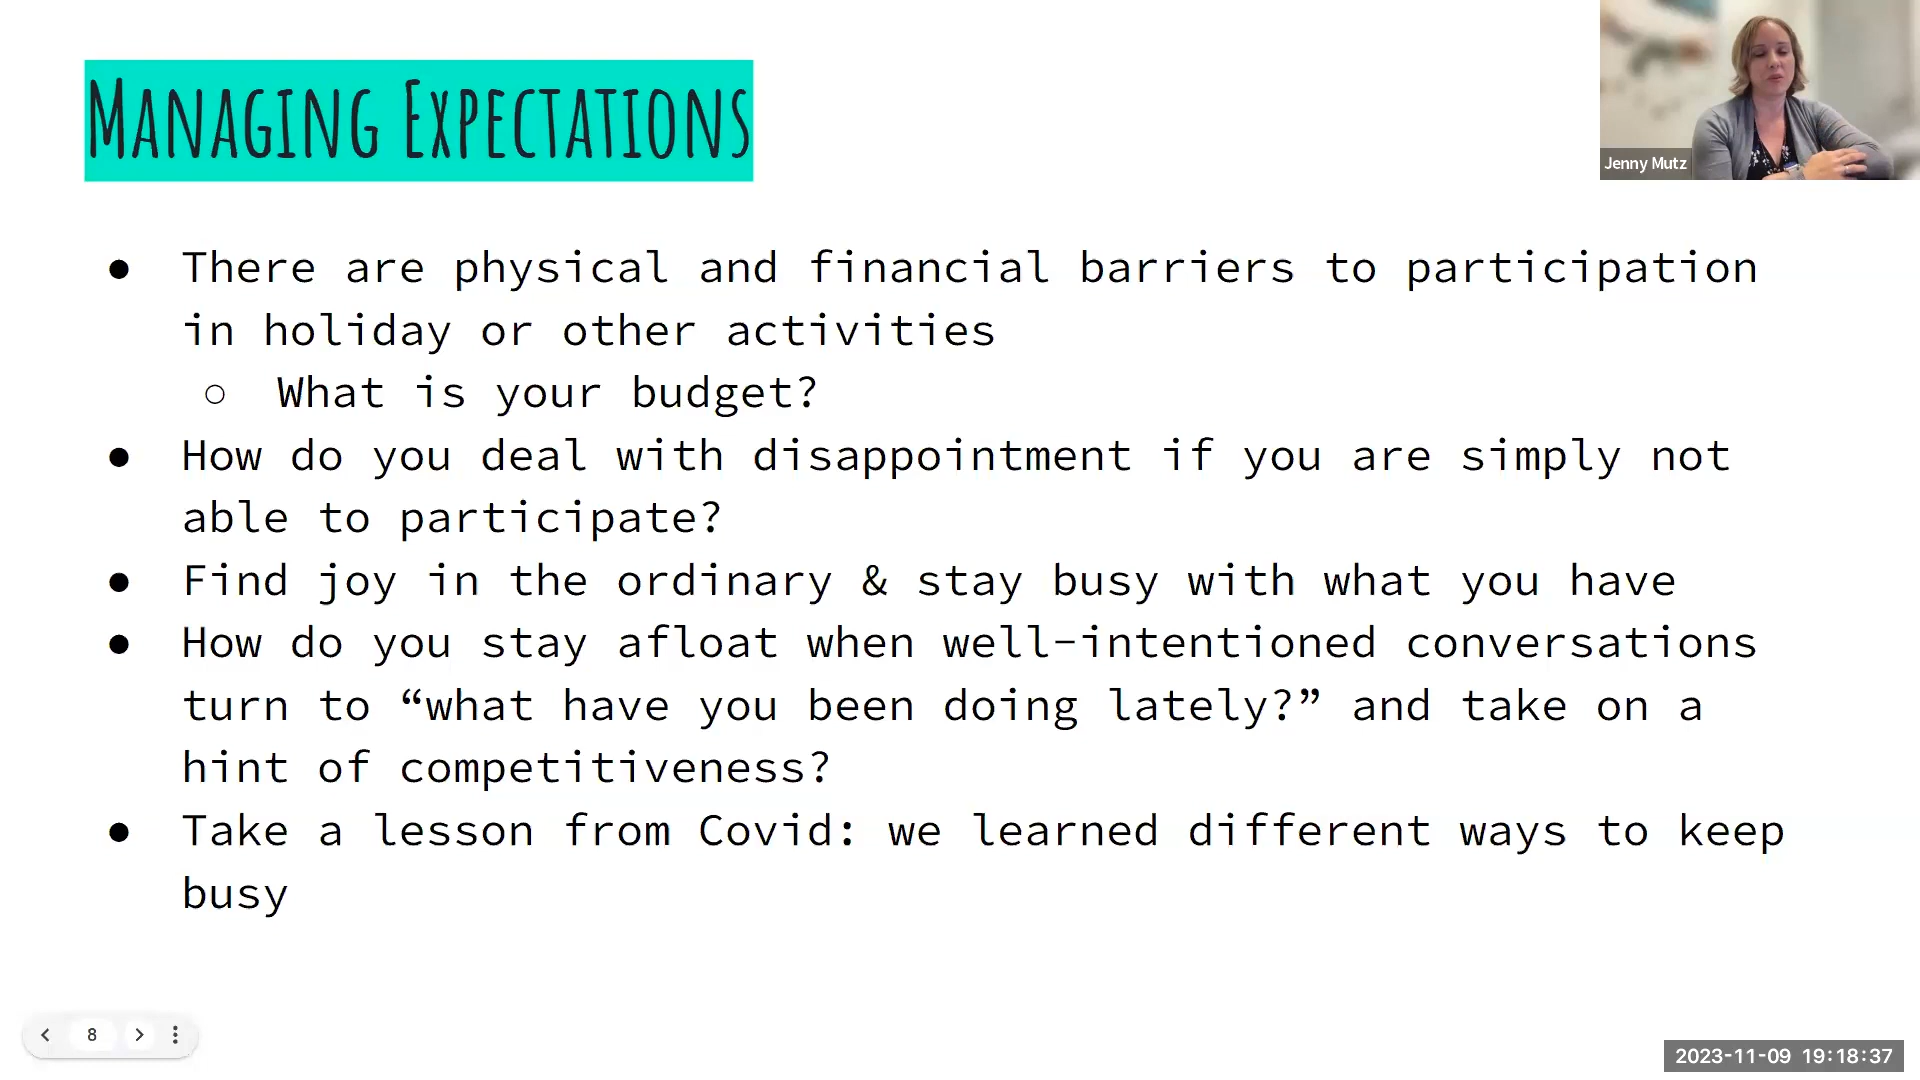 Managing Expectations
Jenny Mutz
● There are physical and financial barriers to participation
in holiday or other activities
○ What is your budget?
● How do you deal with disappointment if you are simply not
able to participate?
● Find joy in the ordinary & stay busy with what you have
● How do you stay afloat when well-intentioned conversations
turn to “what have you been doing lately?” and take on a
hint of competitiveness?
● Take a lesson from Covid: we learned different ways to keep
busy
8
2023-11-09 19:18:37